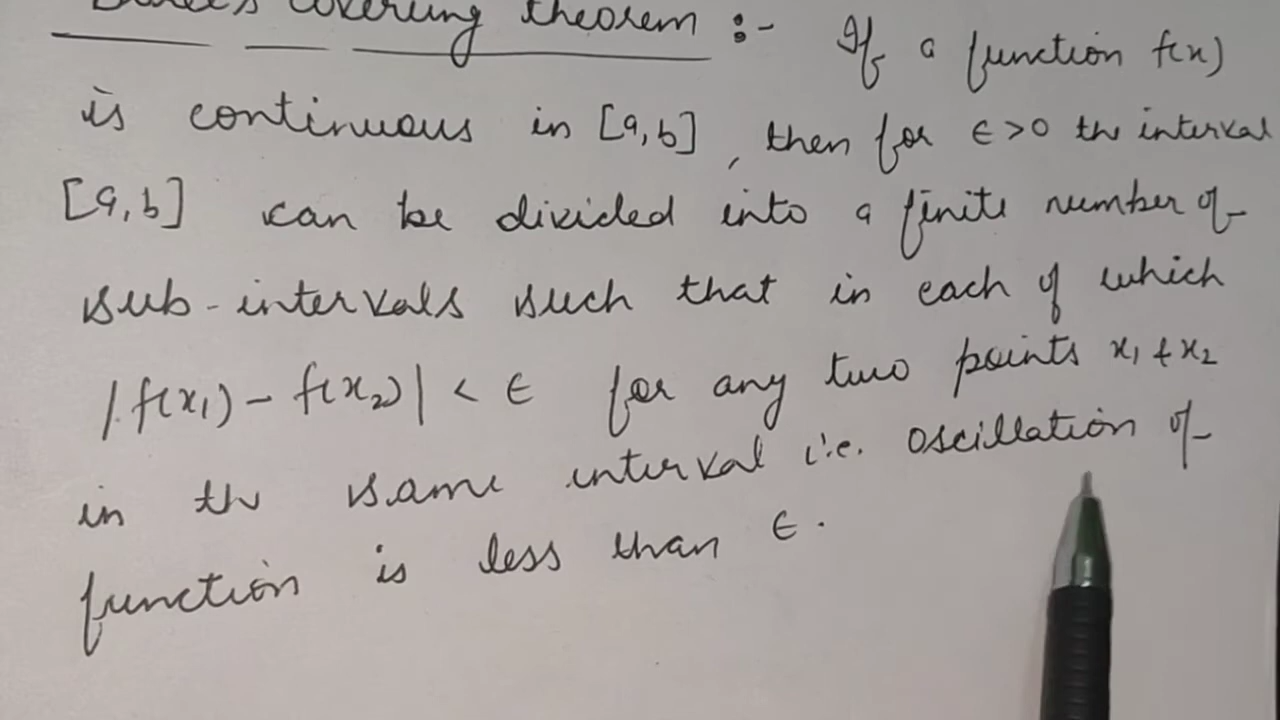 covering theorem :- If a function f(x)
is continuous in [a,b], then for ϵ>0 the interval
[a,b] can be divided into a finite number of
sub-intervals such that in each of which
|f(x₁) - f(x₂)| < ϵ for any two points x₁ & x₂
in the same interval i.e. oscillation of
function is less than ϵ.